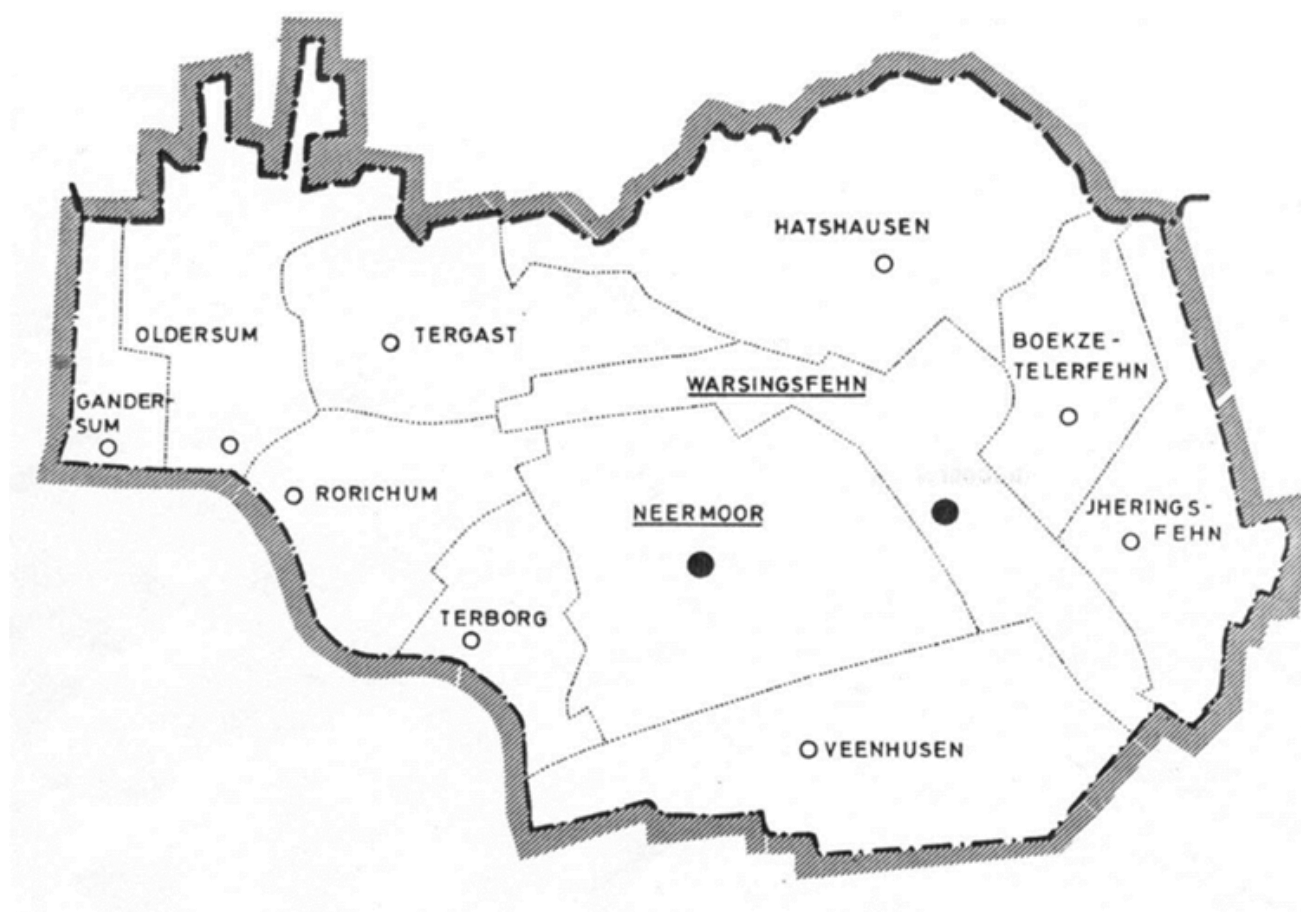 HATSHAUSEN
OLDERSUM
TERGAST
BOEKZE-
TELERFEHN
WARSINGSFEHN
GANDER-
SUM
RORICHUM
NEERMOOR
JHERINGS-
FEHN
TERBORG
VEENHUSEN